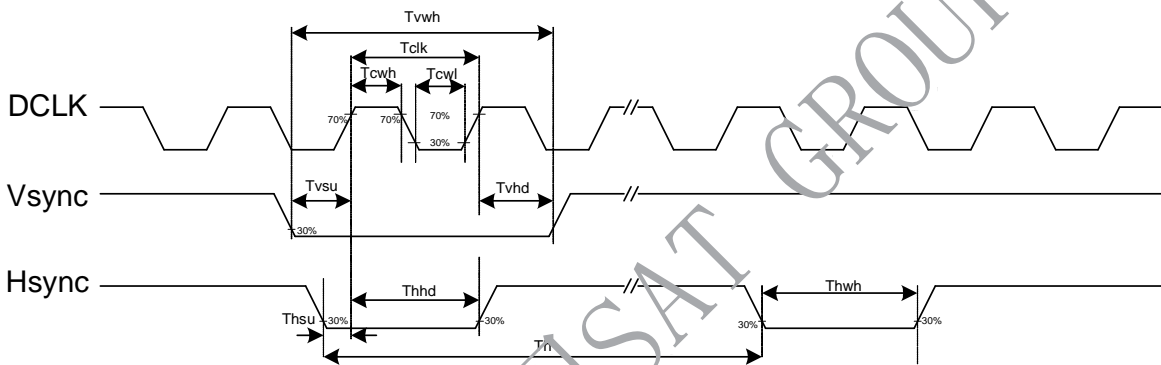 Tvwh
Tclk
Tcwh
Tcwl
DCLK
70%
70%
70%
30%
Tvsu
Tvhd
Vsync
30%
Hsync
Thhd
Thwh
Thsu
30%
30%
30%
30%
GROUP